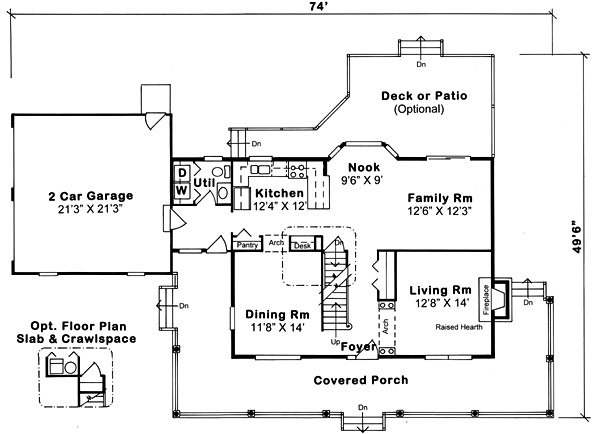 74'
Dn
Deck or Patio
(Optional)
Dn
Nook
9'6" X 9'
D
W
Util
Kitchen
12'4" X 12'
Family Rm
12'6" X 12'3"
2 Car Garage
21'3" X 21'3"
49'6"
Pantry
Arch
Desk
Dn
Dining Rm
11'8" X 14'
Up
Foyer
Arch
Living Rm
12'8" X 14'
Raised Hearth
Fireplace
Dn
Dn
Opt. Floor Plan
Slab & Crawlspace
Covered Porch
Dn